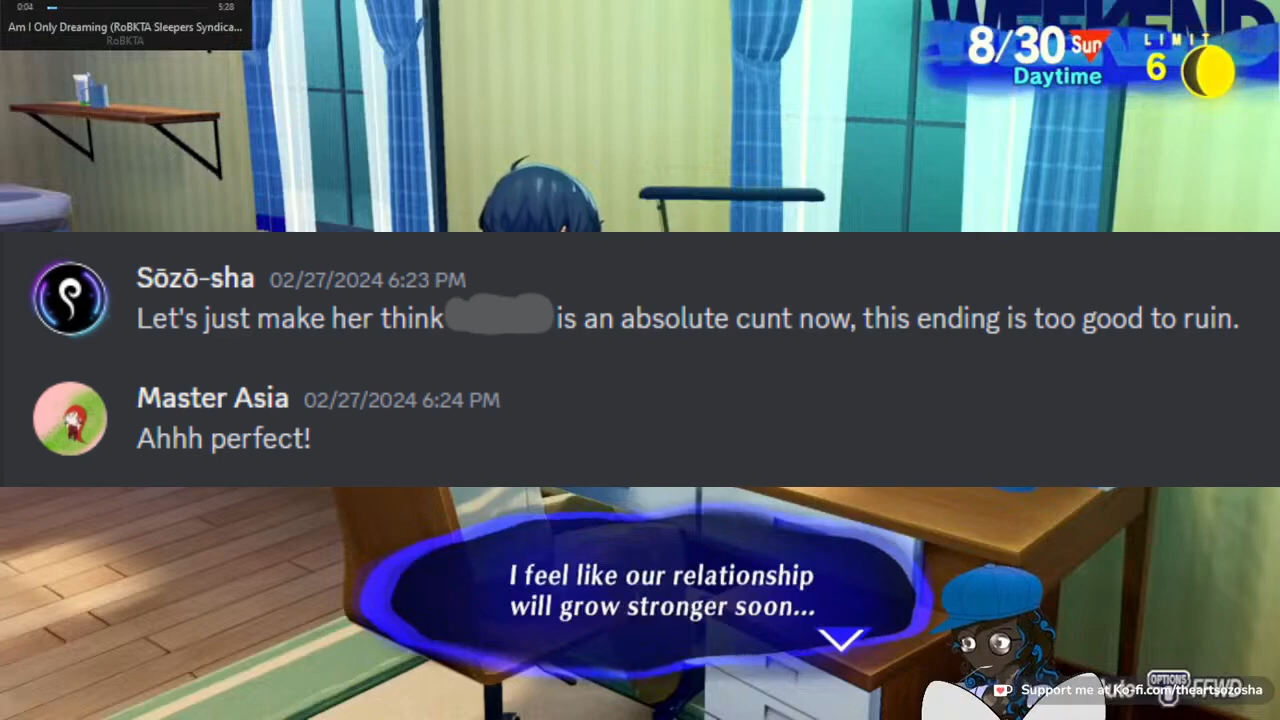 0:04
5:28
Am I Only Dreaming (RoBKTA Sleepers Syndica...
RoBKTA
WEEKEND
8/30 Sun
LIMIT
6
Daytime
Sōzō-sha 02/27/2024 6:23 PM
Let's just make her think is an absolute cunt now, this ending is too good to ruin.
Master Asia 02/27/2024 6:24 PM
Ahhh perfect!
I feel like our relationship
will grow stronger soon...
OPTIONS
FFWD
Support me at Ko-fi.com/theartsozosha